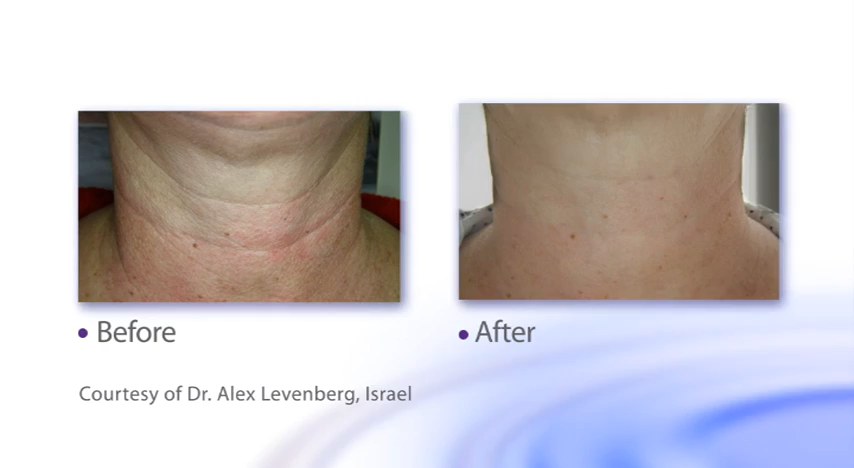 • Before
• After
Courtesy of Dr. Alex Levenberg, Israel